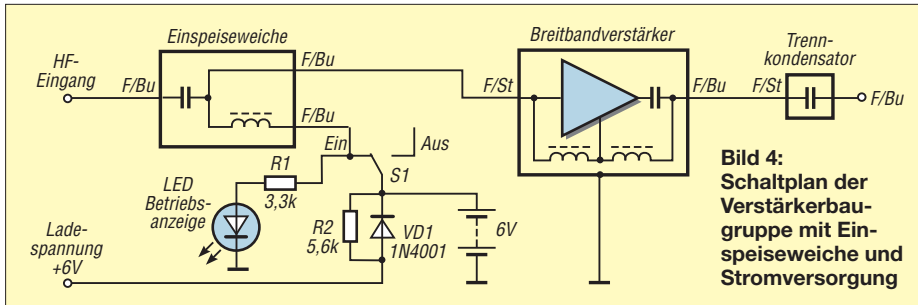 Einspeiseweiche
Breitbandverstärker
Trenn-
kondensator
HF-
Eingang
F/Bu
F/Bu
F/Bu
F/St
F/Bu
F/St
F/Bu
Ein
Aus
S1
R1
3,3k
LED
Betriebs-
anzeige
R2
5,6k
VD1
1N4001
6V
Lade-
spannung
+6V
Bild 4:
Schaltplan der
Verstärkerbau-
gruppe mit Ein-
speiseweiche und
Stromversorgung